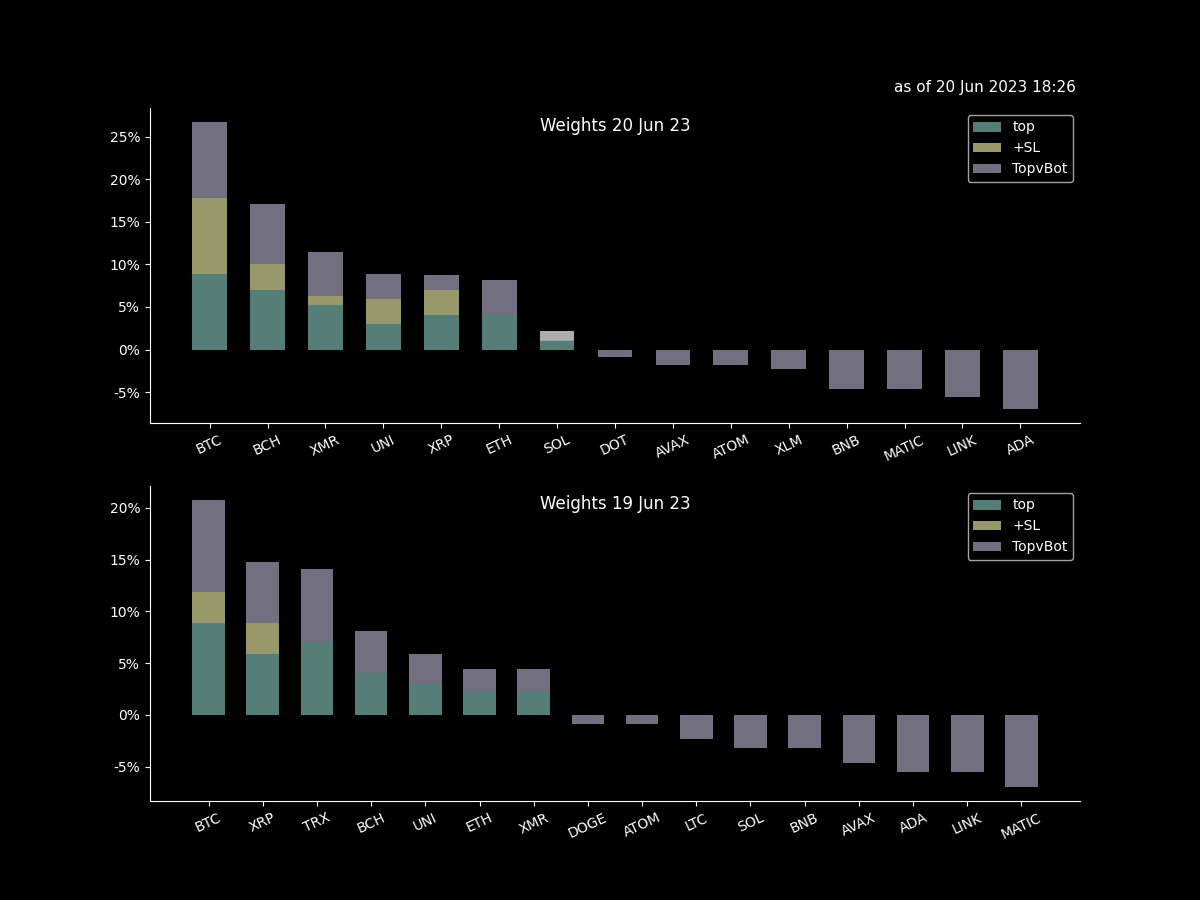 as of 20 Jun 2023 18:26
Weights 20 Jun 23
top
+SL
TopvBot
25%
20%
15%
10%
5%
0%
-5%
BTC BCH XMR UNI XRP ETH SOL DOT AVAX ATOM XLM BNB MATIC LINK ADA
Weights 19 Jun 23
top
+SL
TopvBot
20%
15%
10%
5%
0%
-5%
BTC XRP TRX BCH UNI ETH XMR DOGE ATOM LTC SOL BNB AVAX ADA LINK MATIC